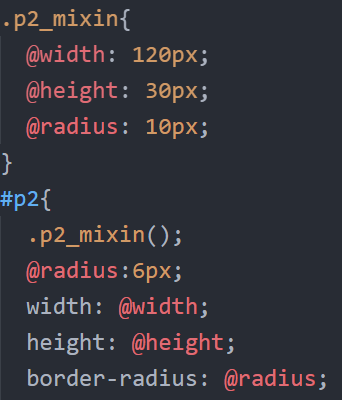 .p2_mixin{
  @width: 120px;
  @height: 30px;
  @radius: 10px;
}
#p2{
  .p2_mixin();
  @radius:6px;
  width: @width;
  height: @height;
  border-radius: @radius;